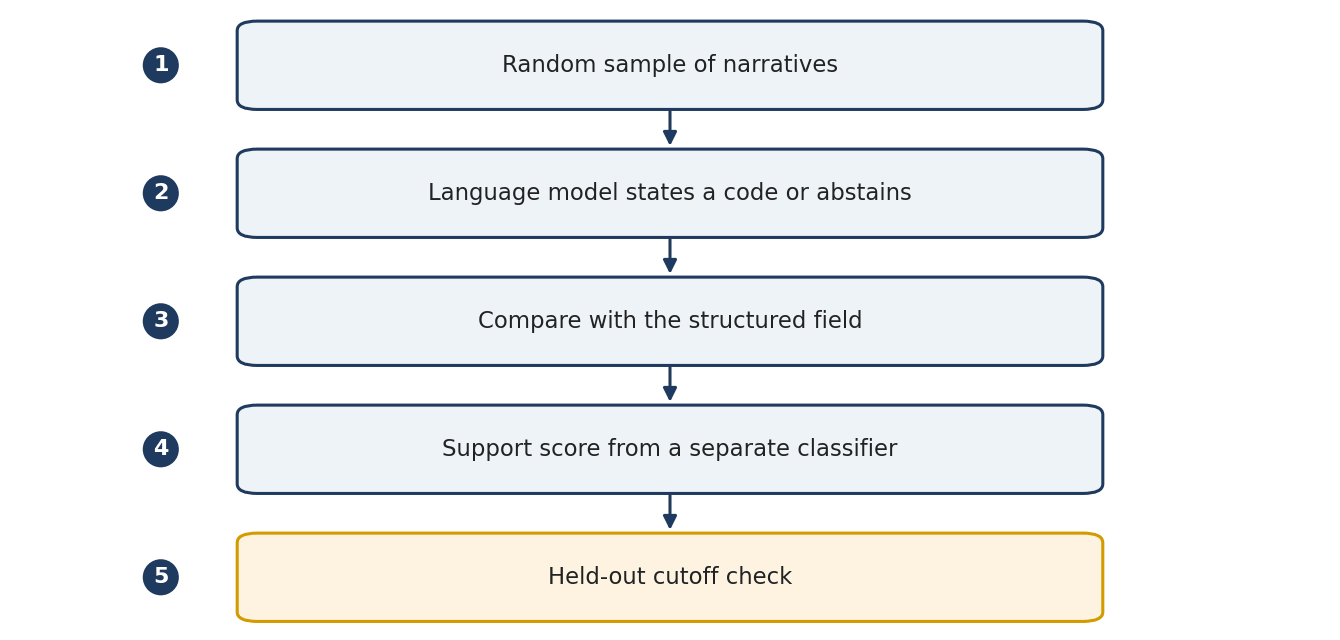 1 Random sample of narratives
2 Language model states a code or abstains
3 Compare with the structured field
4 Support score from a separate classifier
5 Held-out cutoff check